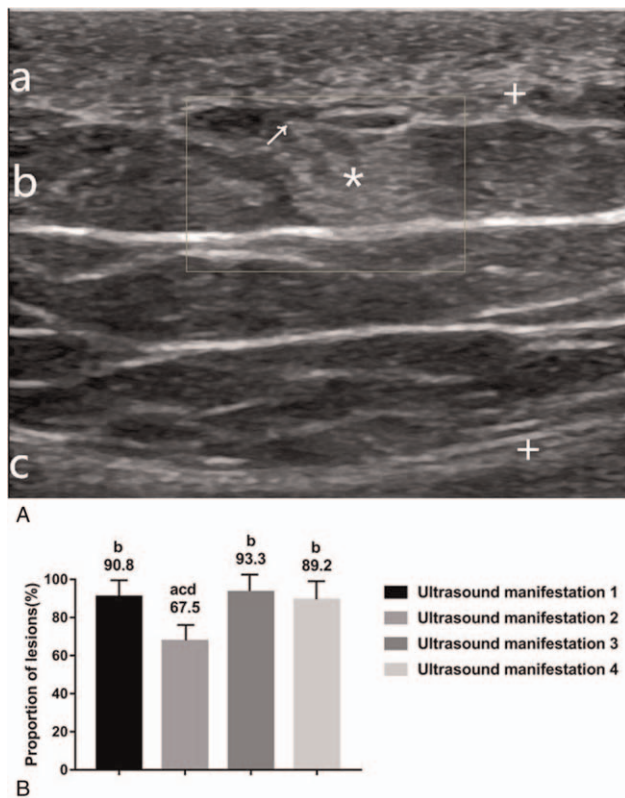 a
b
c
A
b
90.8
acd
67.5
b
93.3
b
89.2
Proportion of lesions(%)
100
80
60
40
20
0
Ultrasound manifestation 1
Ultrasound manifestation 2
Ultrasound manifestation 3
Ultrasound manifestation 4
B